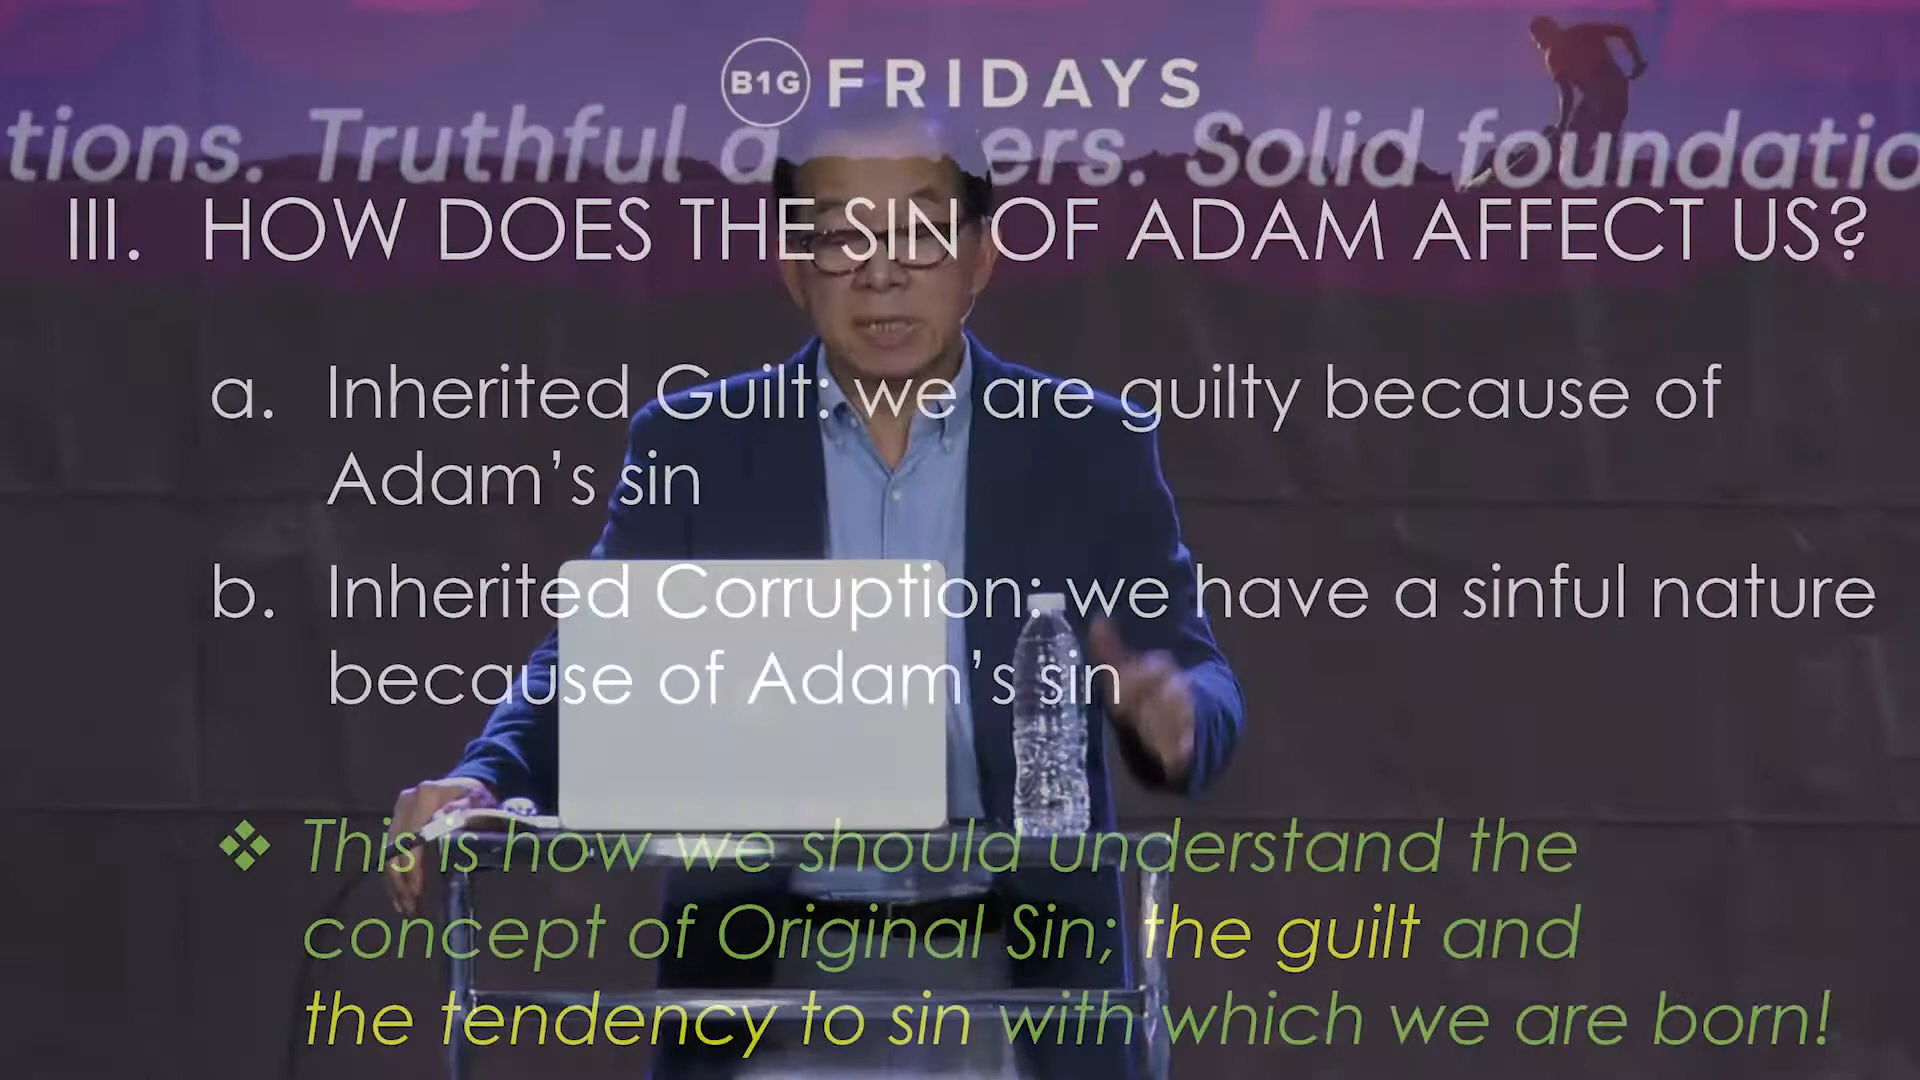 B1G FRIDAYS
tions. Truthful a ers. Solid foundatio
III. HOW DOES THE SIN OF ADAM AFFECT US?
a. Inherited Guilt: we are guilty because of
Adam’s sin
b. Inherited Corruption: we have a sinful nature
because of Adam’s sin
❖ This is how we should understand the
concept of Original Sin; the guilt and
the tendency to sin with which we are born!